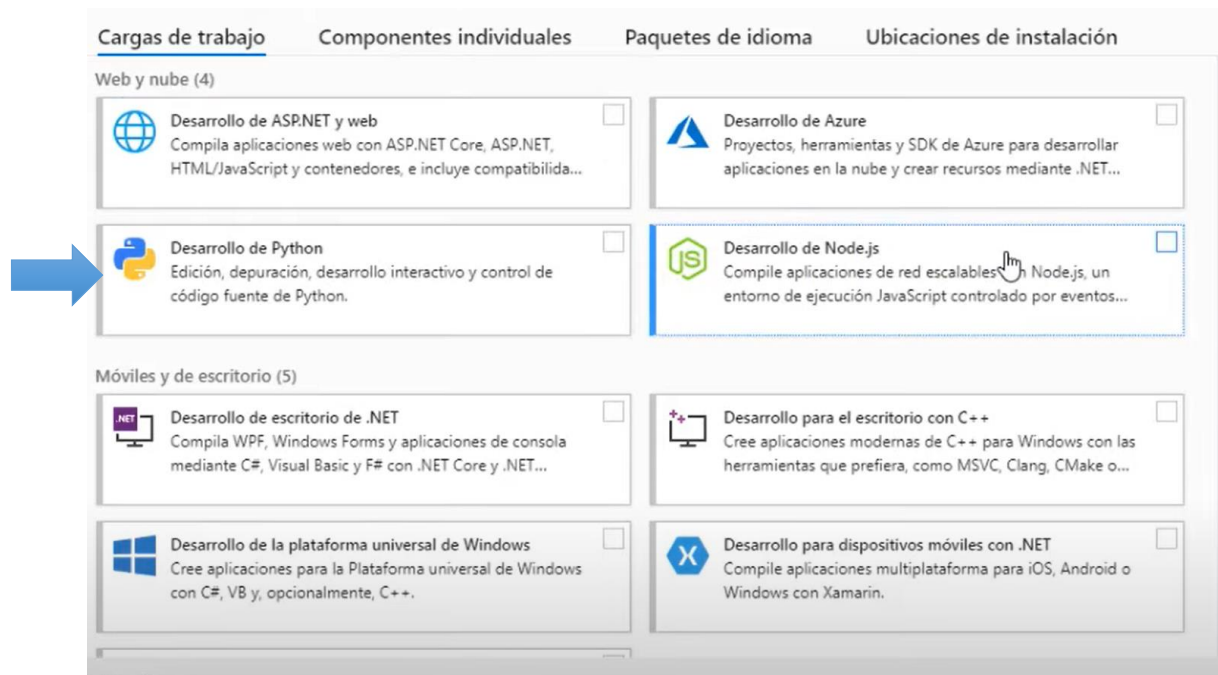 Cargas de trabajo Componentes individuales Paquetes de idioma Ubicaciones de instalación
Web y nube (4)
Desarrollo de ASP.NET y web
Compila aplicaciones web con ASP.NET Core, ASP.NET,
HTML/JavaScript y contenedores, e incluye compatibilida...
Desarrollo de Azure
Proyectos, herramientas y SDK de Azure para desarrollar
aplicaciones en la nube y crear recursos mediante .NET...
Desarrollo de Python
Edición, depuración, desarrollo interactivo y control de
código fuente de Python.
JS
Desarrollo de Node.js
Compile aplicaciones de red escalables Node.js, un
entorno de ejecución JavaScript controlado por eventos...
Móviles y de escritorio (5)
.NET
Desarrollo de escritorio de .NET
Compila WPF, Windows Forms y aplicaciones de consola
mediante C#, Visual Basic y F# con .NET Core y .NET...
Desarrollo para el escritorio con C++
Cree aplicaciones modernas de C++ para Windows con las
herramientas que prefiera, como MSVC, Clang, CMake o...
Desarrollo de la plataforma universal de Windows
Cree aplicaciones para la Plataforma universal de Windows
con C#, VB y, opcionalmente, C++.
Desarrollo para dispositivos móviles con .NET
Compile aplicaciones multiplataforma para iOS, Android o
Windows con Xamarin.